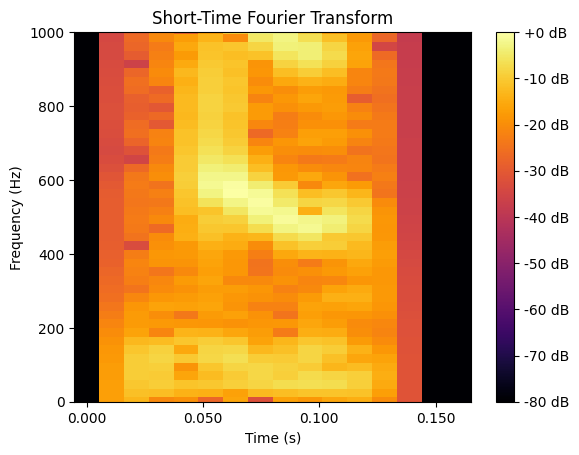 Short-Time Fourier Transform
1000
800
600
400
200
0
Frequency (Hz)
0.000
0.050
0.100
0.150
Time (s)
+0 dB
-10 dB
-20 dB
-30 dB
-40 dB
-50 dB
-60 dB
-70 dB
-80 dB